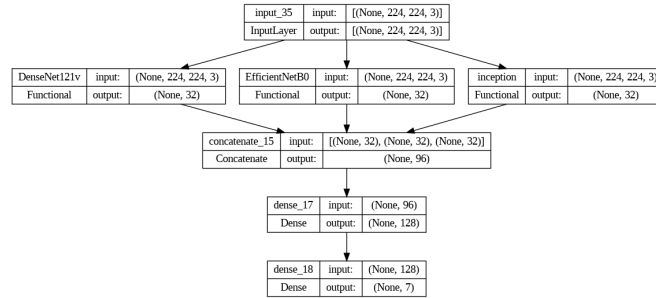 input_35 input: [(None, 224, 224, 3)]
InputLayer output: [(None, 224, 224, 3)]
DenseNet121v input: (None, 224, 224, 3)
Functional output: (None, 32)
EfficientNetB0 input: (None, 224, 224, 3)
Functional output: (None, 32)
inception input: (None, 224, 224, 3)
Functional output: (None, 32)
concatenate_15 input: [(None, 32), (None, 32), (None, 32)]
Concatenate output: (None, 96)
dense_17 input: (None, 96)
Dense output: (None, 128)
dense_18 input: (None, 128)
Dense output: (None, 7)